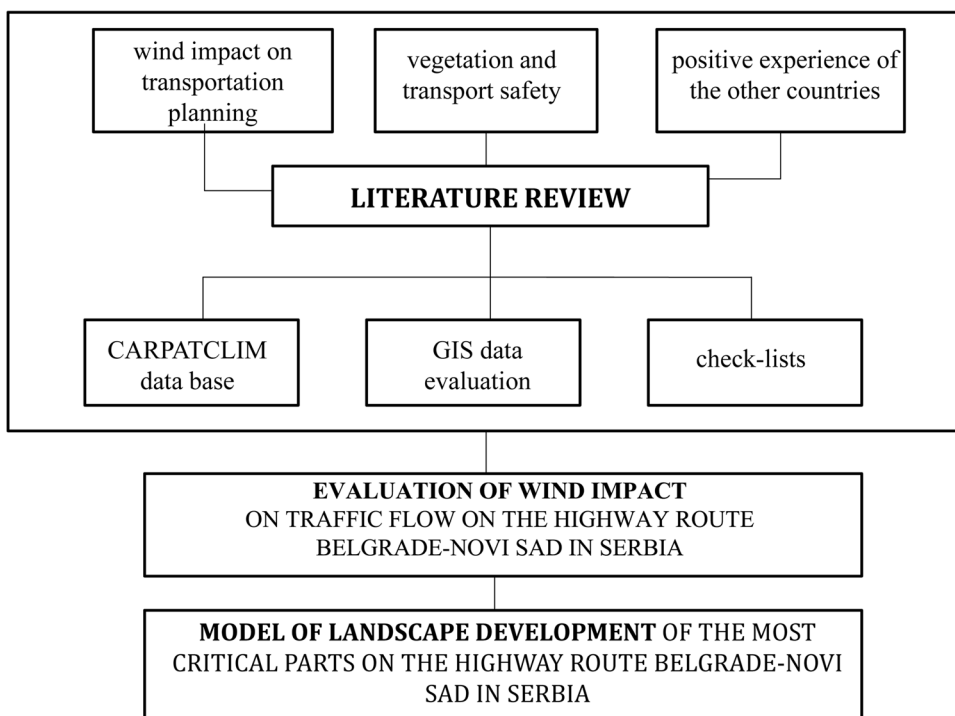 wind impact on
transportation
planning
vegetation and
transport safety
positive experience of
the other countries
LITERATURE REVIEW
CARPATCLIM
data base
GIS data
evaluation
check-lists
EVALUATION OF WIND IMPACT
ON TRAFFIC FLOW ON THE HIGHWAY ROUTE
BELGRADE-NOVI SAD IN SERBIA
MODEL OF LANDSCAPE DEVELOPMENT OF THE MOST
CRITICAL PARTS ON THE HIGHWAY ROUTE BELGRADE-NOVI
SAD IN SERBIA